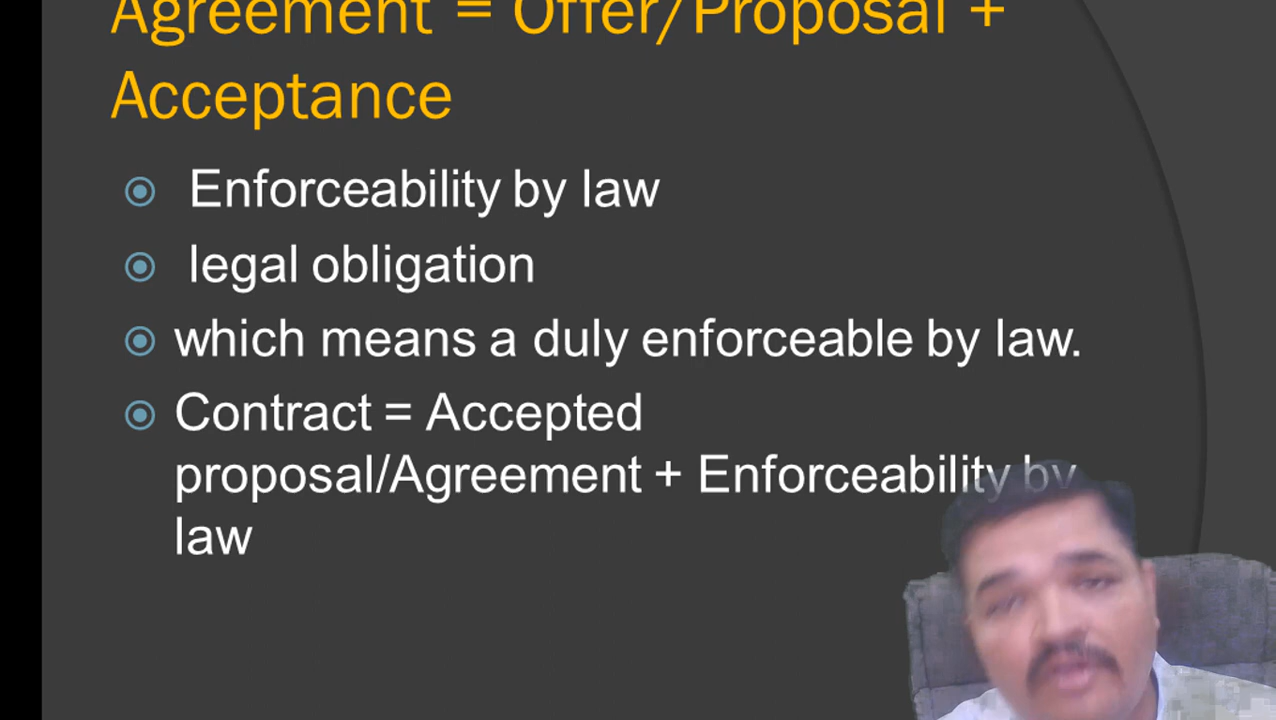 Agreement = Offer/Proposal +
Acceptance
Enforceability by law
legal obligation
which means a duly enforceable by law.
Contract = Accepted
proposal/Agreement + Enforceability by
law